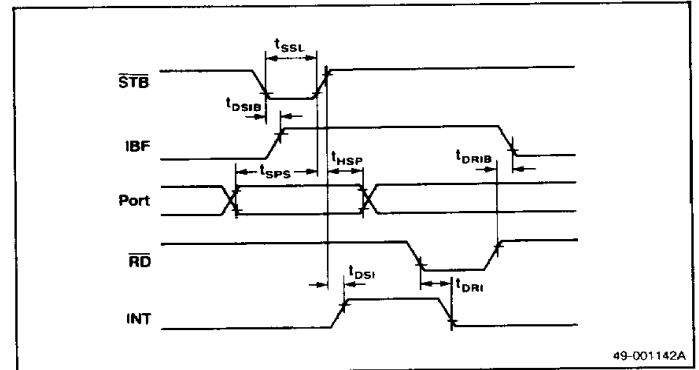 tSSL
STB
tDSIB
IBF
tHSP
tDRIB
tSPS
Port
RD
tDSI
tDRI
INT
49-001142A